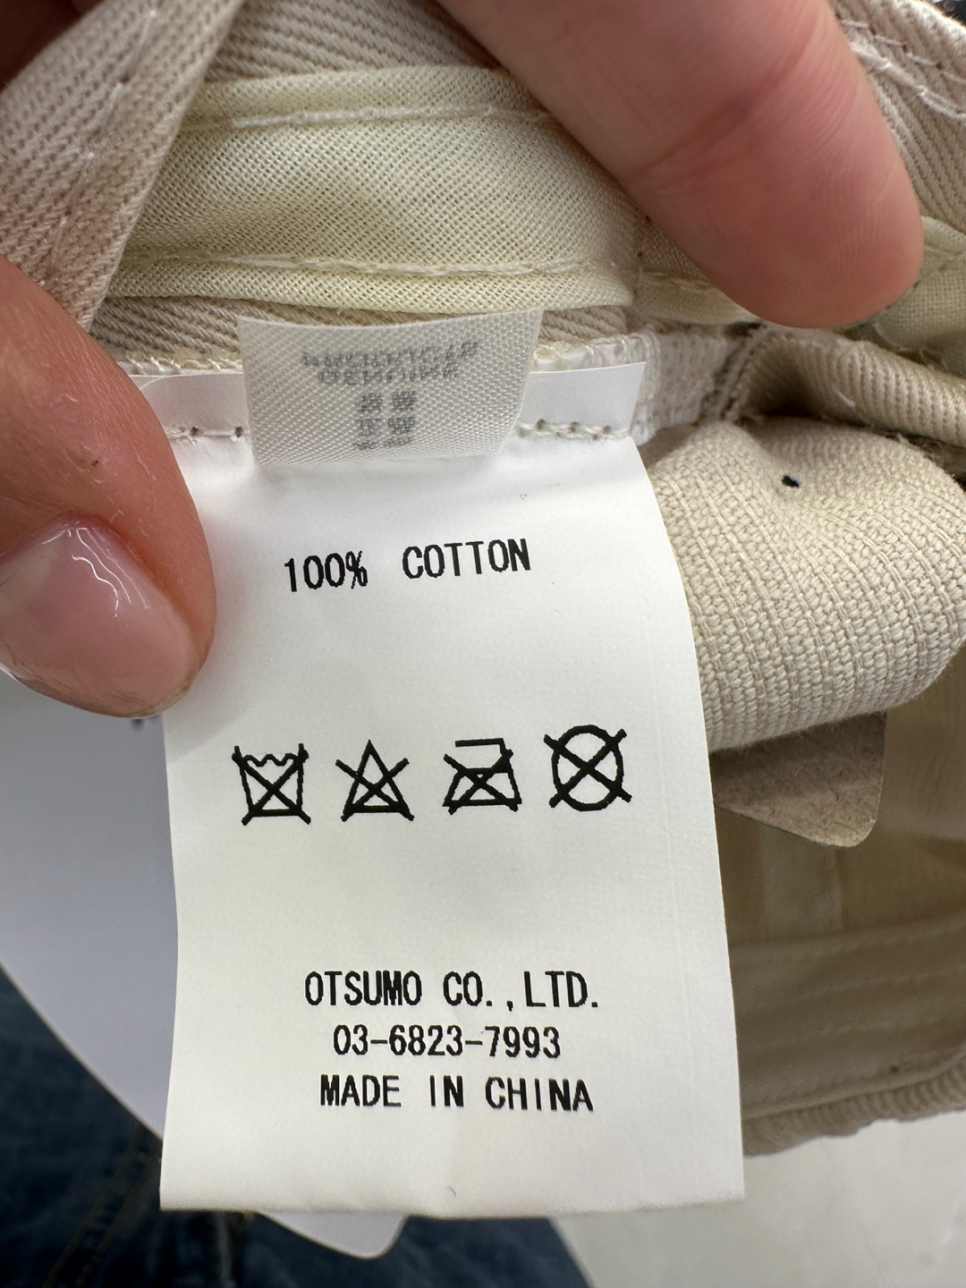 100% COTTON
OTSUMO CO.,LTD.
03-6823-7993
MADE IN CHINA